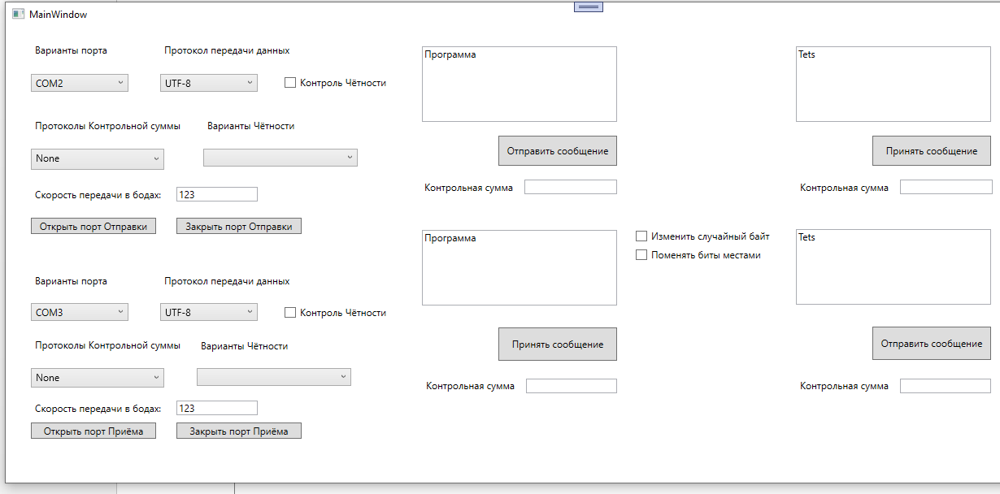 MainWindow
Варианты порта
Протокол передачи данных
COM2
UTF-8
Контроль Чётности
Протоколы Контрольной суммы
Варианты Чётности
None
Скорость передачи в бодах:
123
Открыть порт Отправки
Закрыть порт Отправки
Программа
Отправить сообщение
Контрольная сумма
Tets
Принять сообщение
Контрольная сумма
Варианты порта
Протокол передачи данных
COM3
UTF-8
Контроль Чётности
Протоколы Контрольной суммы
Варианты Чётности
None
Скорость передачи в бодах:
123
Открыть порт Приёма
Закрыть порт Приёма
Программа
Принять сообщение
Контрольная сумма
Изменить случайный байт
Поменять биты местами
Tets
Отправить сообщение
Контрольная сумма